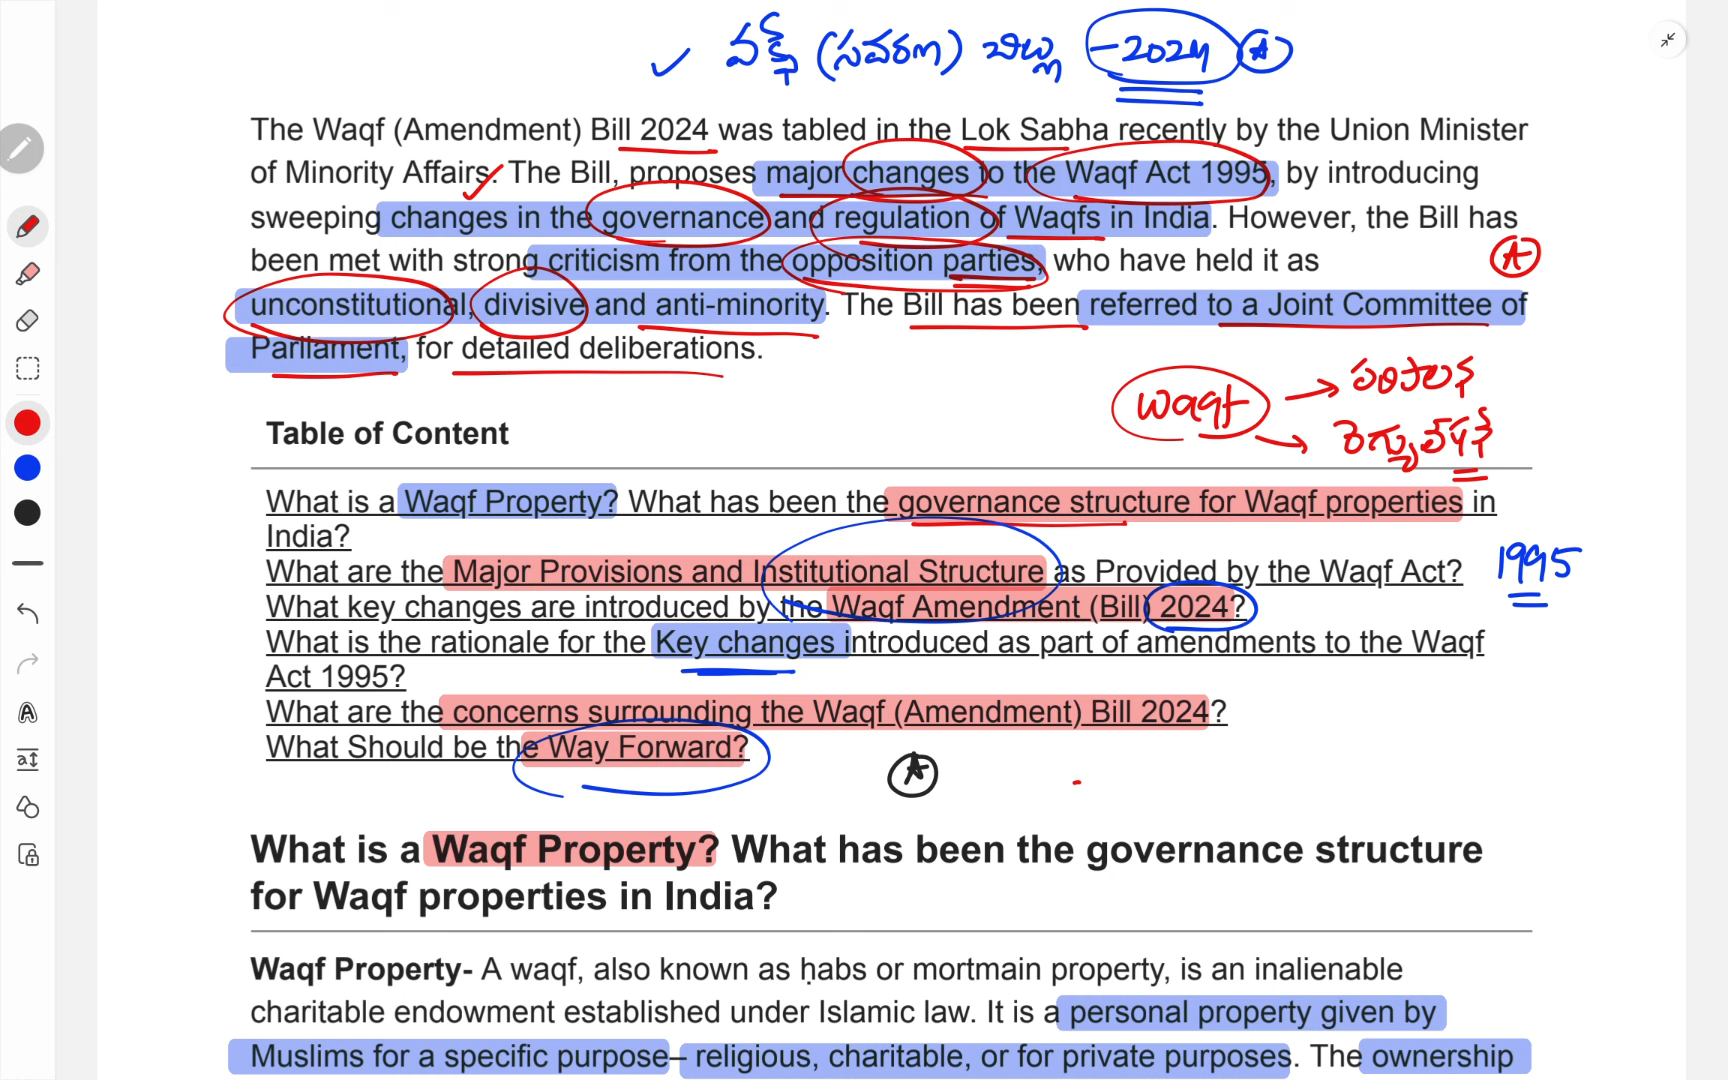 వక్ఫ్ (సవరణ) బిల్లు – 2024
The Waqf (Amendment) Bill 2024 was tabled in the Lok Sabha recently by the Union Minister
of Minority Affairs. The Bill, proposes major changes to the Waqf Act 1995, by introducing
sweeping changes in the governance and regulation of Waqfs in India. However, the Bill has
been met with strong criticism from the opposition parties, who have held it as
unconstitutional, divisive and anti-minority. The Bill has been referred to a Joint Committee of
Parliament, for detailed deliberations.
waqf
Table of Content
What is a Waqf Property? What has been the governance structure for Waqf properties in
India?
What are the Major Provisions and Institutional Structure as Provided by the Waqf Act?
1995
What key changes are introduced by the Waqf Amendment (Bill) 2024?
What is the rationale for the Key changes introduced as part of amendments to the Waqf
Act 1995?
What are the concerns surrounding the Waqf (Amendment) Bill 2024?
What Should be the Way Forward?
What is a Waqf Property? What has been the governance structure
for Waqf properties in India?
Waqf Property- A waqf, also known as ḥabs or mortmain property, is an inalienable
charitable endowment established under Islamic law. It is a personal property given by
Muslims for a specific purpose– religious, charitable, or for private purposes. The ownership